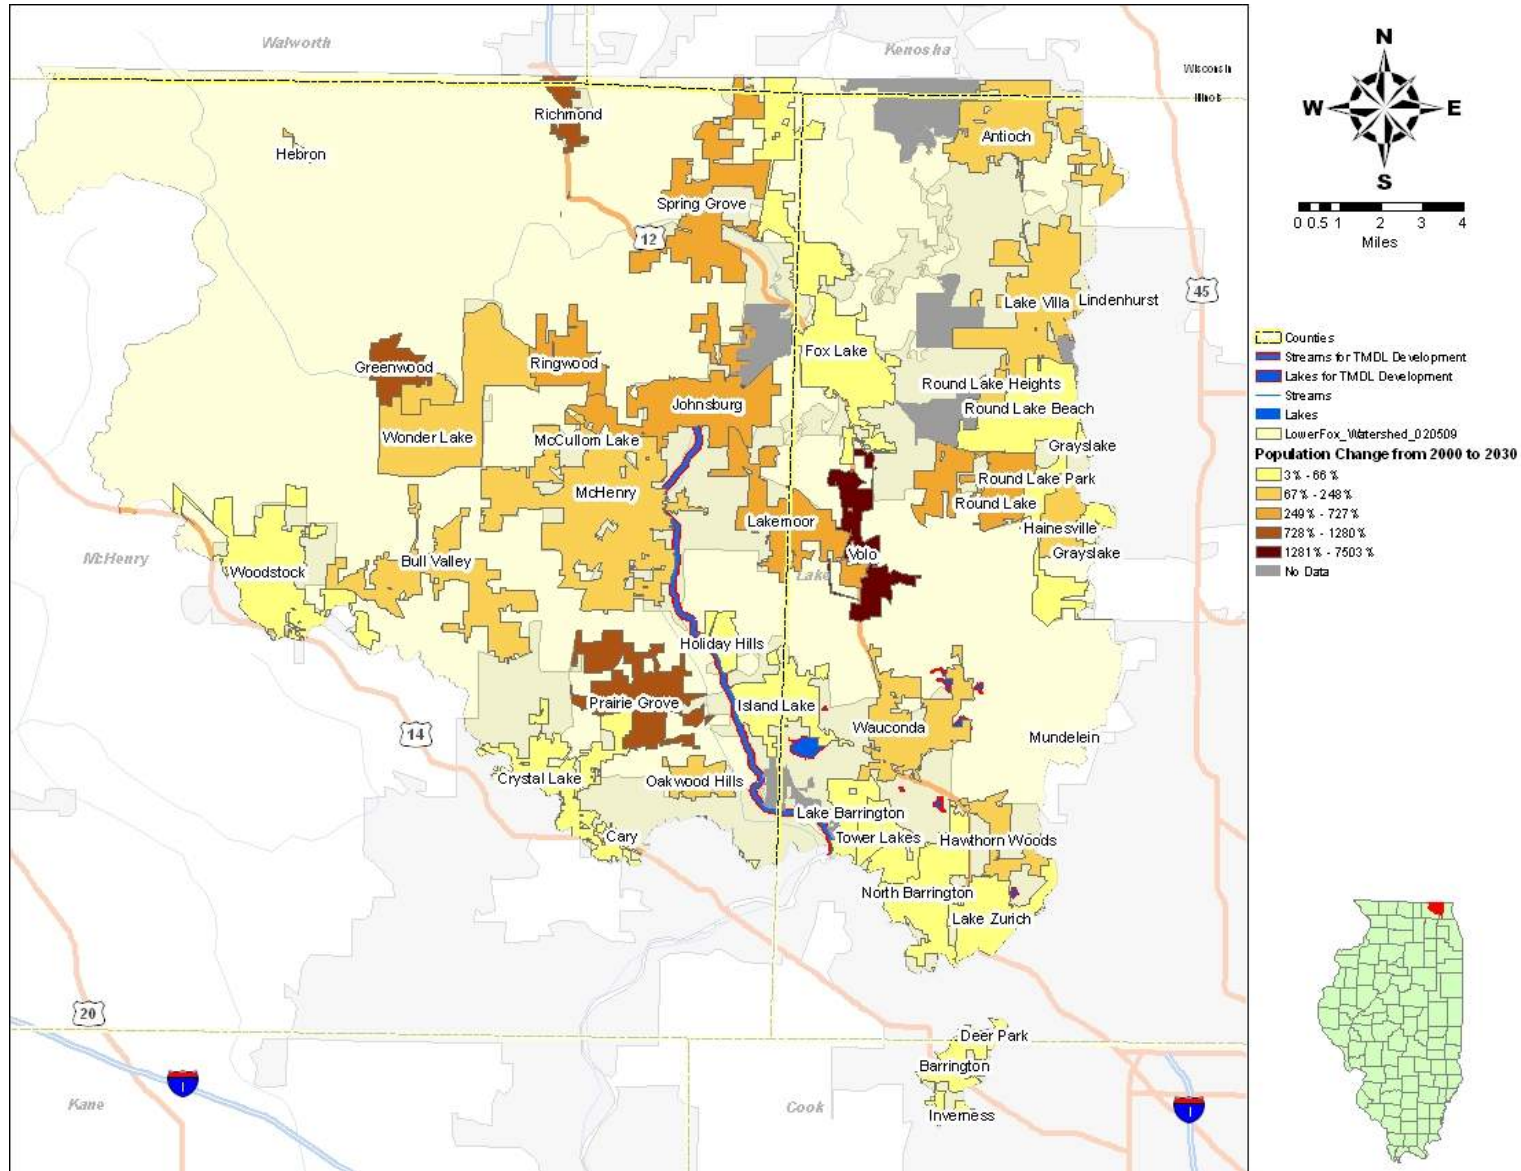 Walworth
Kenosha
Wisconsin
Illinois
Richmond
Hebron
Antioch
Spring Grove
12
45
Lake Villa
Lindenhurst
Fox Lake
Greenwood
Ringwood
Round Lake Heights
Johnsburg
Round Lake Beach
Wonder Lake
McCullom Lake
Grayslake
McHenry
Round Lake Park
Round Lake
Lakemoor
Hainesville
McHenry
Bull Valley
Volo
Grayslake
Woodstock
Lake
Holiday Hills
Prairie Grove
Island Lake
Wauconda
14
Mundelein
Crystal Lake
Oakwood Hills
Lake Barrington
Cary
Tower Lakes
Hawthorn Woods
North Barrington
Lake Zurich
20
Deer Park
Barrington
Kane
Cook
Inverness
I
I
N
W E
S
0 0.5 1 2 3 4
Miles
Counties
Streams for TMDL Development
Lakes for TMDL Development
Streams
Lakes
LowerFox_Watershed_020509
Population Change from 2000 to 2030
3% - 66%
67% - 248%
249% - 727%
728% - 1280%
1281% - 7503%
No Data